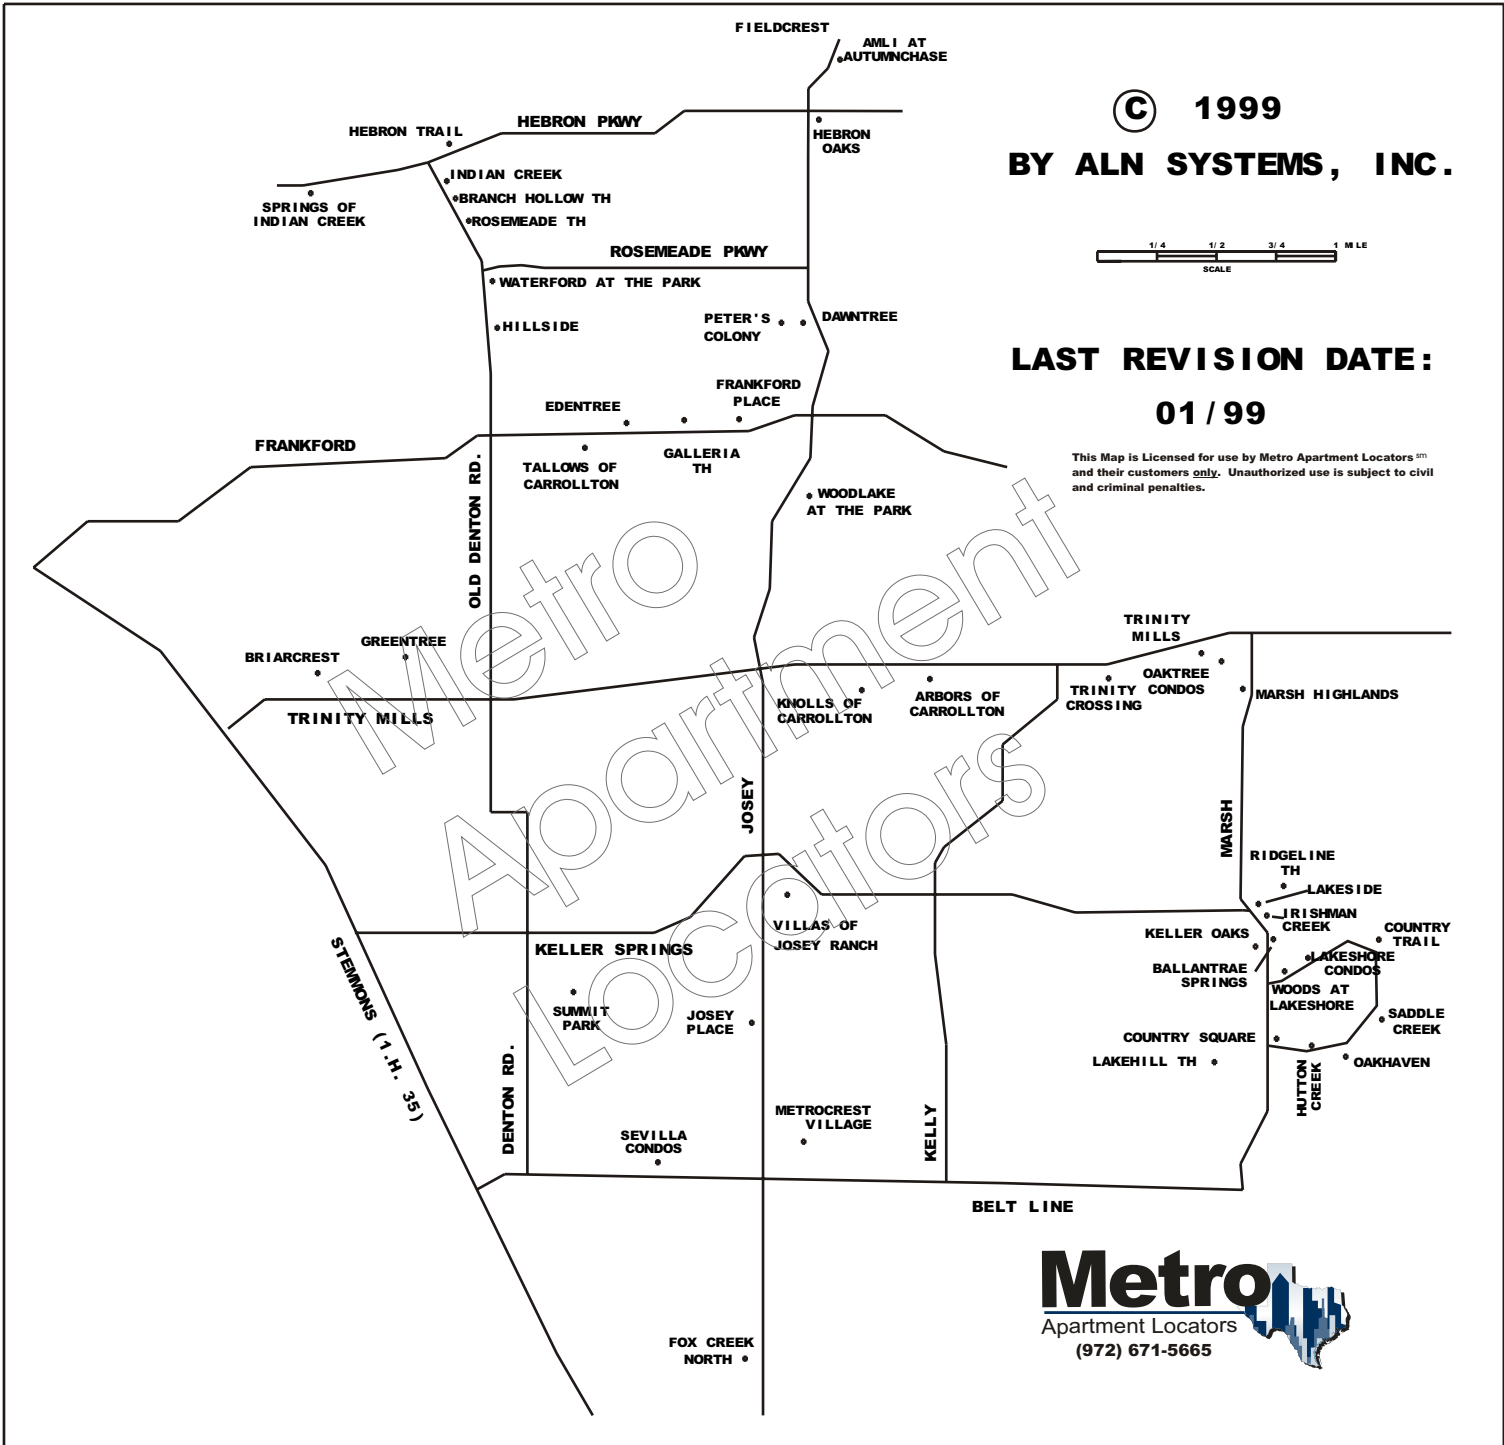 FIELDCREST
AMLI AT
AUTUMNCHASE
© 1999
BY ALN SYSTEMS, INC.
HEBRON PKWY
HEBRON TRAIL
HEBRON
OAKS
INDIAN CREEK
BRANCH HOLLOW TH
SPRINGS OF
INDIAN CREEK
ROSEMEADE TH
1/4 1/2 3/4 1 MILE
SCALE
ROSEMEADE PKWY
WATERFORD AT THE PARK
HILLSIDE
PETER'S
COLONY
DAWNTREE
LAST REVISION DATE:
01/99
FRANKFORD
PLACE
EDENTREE
FRANKFORD
GALLERIA
TH
TALLOWS OF
CARROLLTON
This Map is Licensed for use by Metro Apartment Locators sm
and their customers only. Unauthorized use is subject to civil
and criminal penalties.
WOODLAKE
AT THE PARK
OLD DENTON RD.
Metro
Apartment
Locators
TRINITY
MILLS
GREENTREE
BRIARCREST
OAKTREE
CONDOS
TRINITY
CROSSING
MARSH HIGHLANDS
ARBORS OF
CARROLLTON
KNOLLS OF
CARROLLTON
TRINITY MILLS
JOSEY
MARSH
RIDGELINE
TH
LAKESIDE
IRISHMAN
CREEK
VILLAS OF
JOSEY RANCH
KELLER OAKS
COUNTRY
TRAIL
KELLER SPRINGS
LAKESHORE
CONDOS
BALLANTRAE
SPRINGS
WOODS AT
LAKESHORE
STEMMONS (1.H. 35)
SUMMIT
PARK
JOSEY
PLACE
SADDLE
CREEK
COUNTRY SQUARE
LAKEHILL TH
OAKHAVEN
HUTTON
CREEK
DENTON RD.
METROCREST
VILLAGE
KELLY
SEVILLA
CONDOS
BELT LINE
Metro
Apartment Locators
(972) 671-5665
FOX CREEK
NORTH